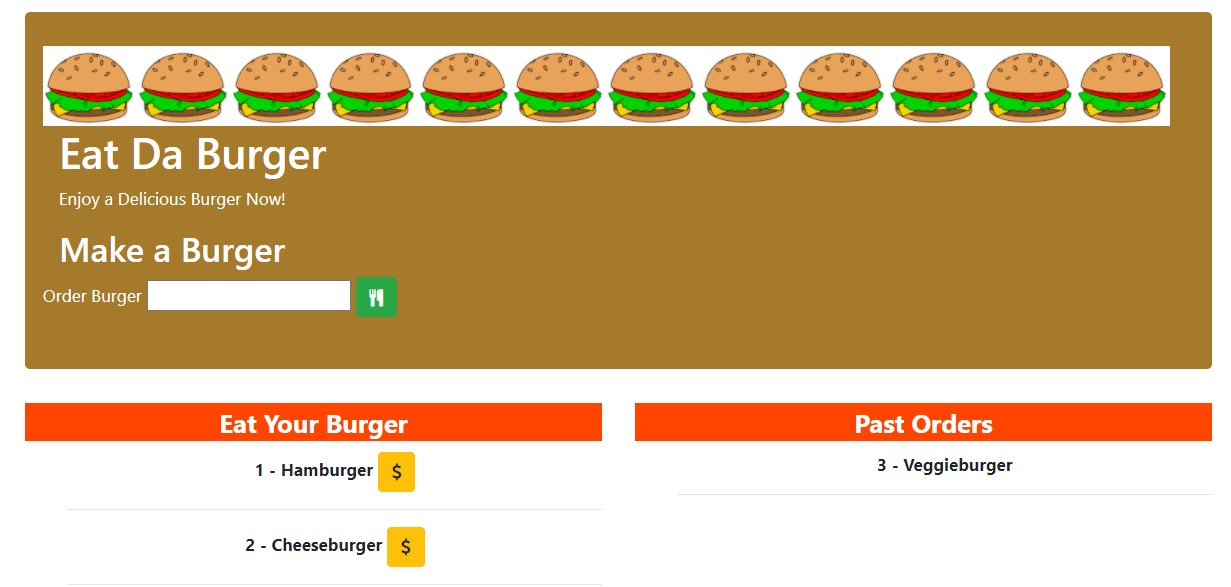 Eat Da Burger
Enjoy a Delicious Burger Now!
Make a Burger
Order Burger
Eat Your Burger
1 - Hamburger $
2 - Cheeseburger $
Past Orders
3 - Veggieburger